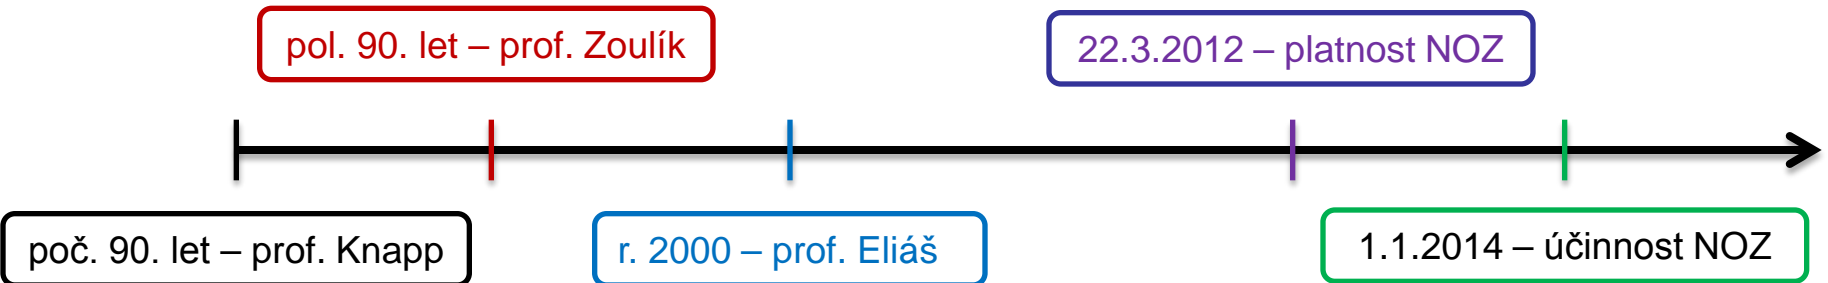 pol. 90. let – prof. Zoulík
22.3.2012 – platnost NOZ
poč. 90. let – prof. Knapp
r. 2000 – prof. Eliáš
1.1.2014 – účinnost NOZ